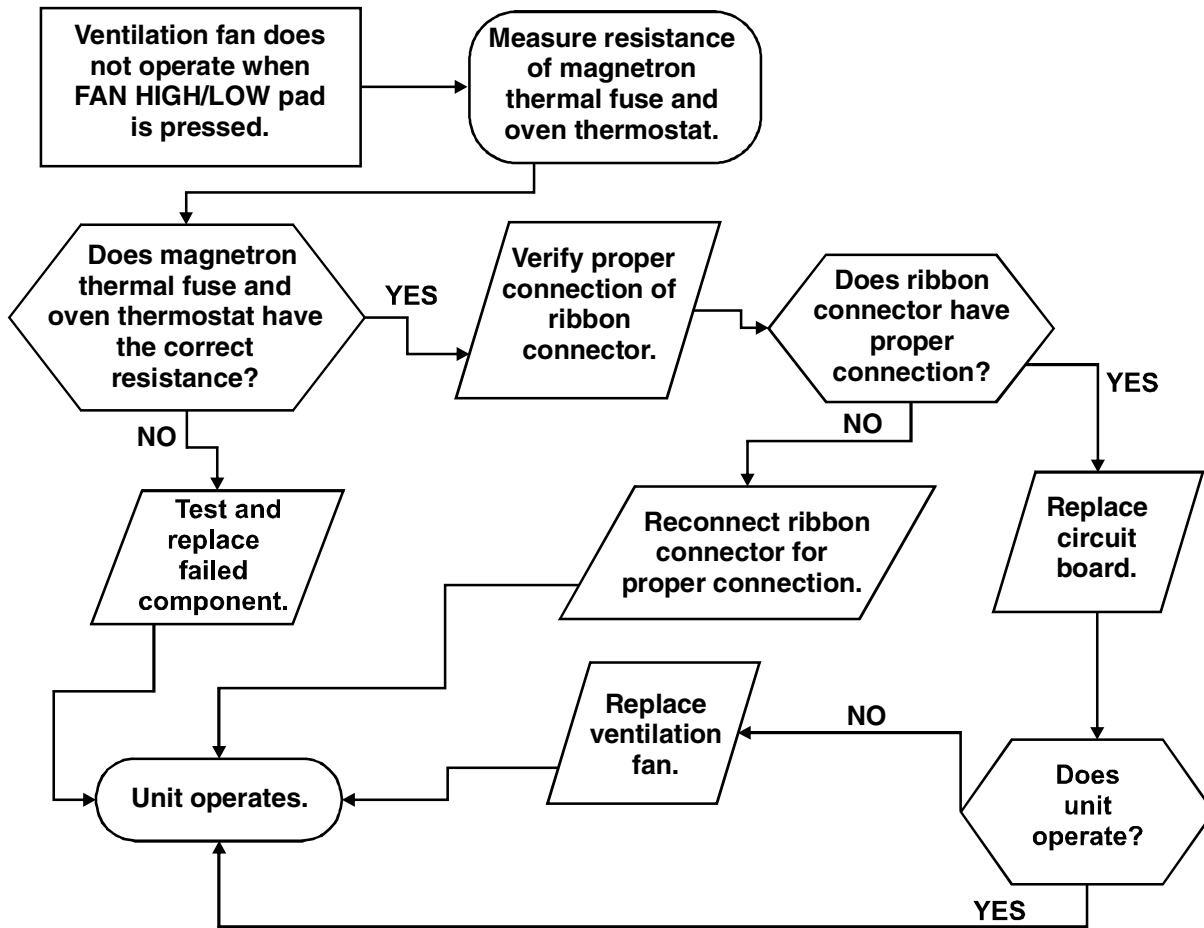 Ventilation fan does
not operate when
FAN HIGH/LOW pad
is pressed.
Measure resistance
of magnetron
thermal fuse and
oven thermostat.
Does magnetron
thermal fuse and
oven thermostat have
the correct
resistance?
YES
Verify proper
connection of
ribbon
connector.
Does ribbon
connector have
proper
connection?
YES
NO
NO
Test and
replace
failed
component.
Reconnect ribbon
connector for
proper connection.
Replace
circuit
board.
Replace
ventilation
fan.
NO
Does
unit
operate?
Unit operates.
YES